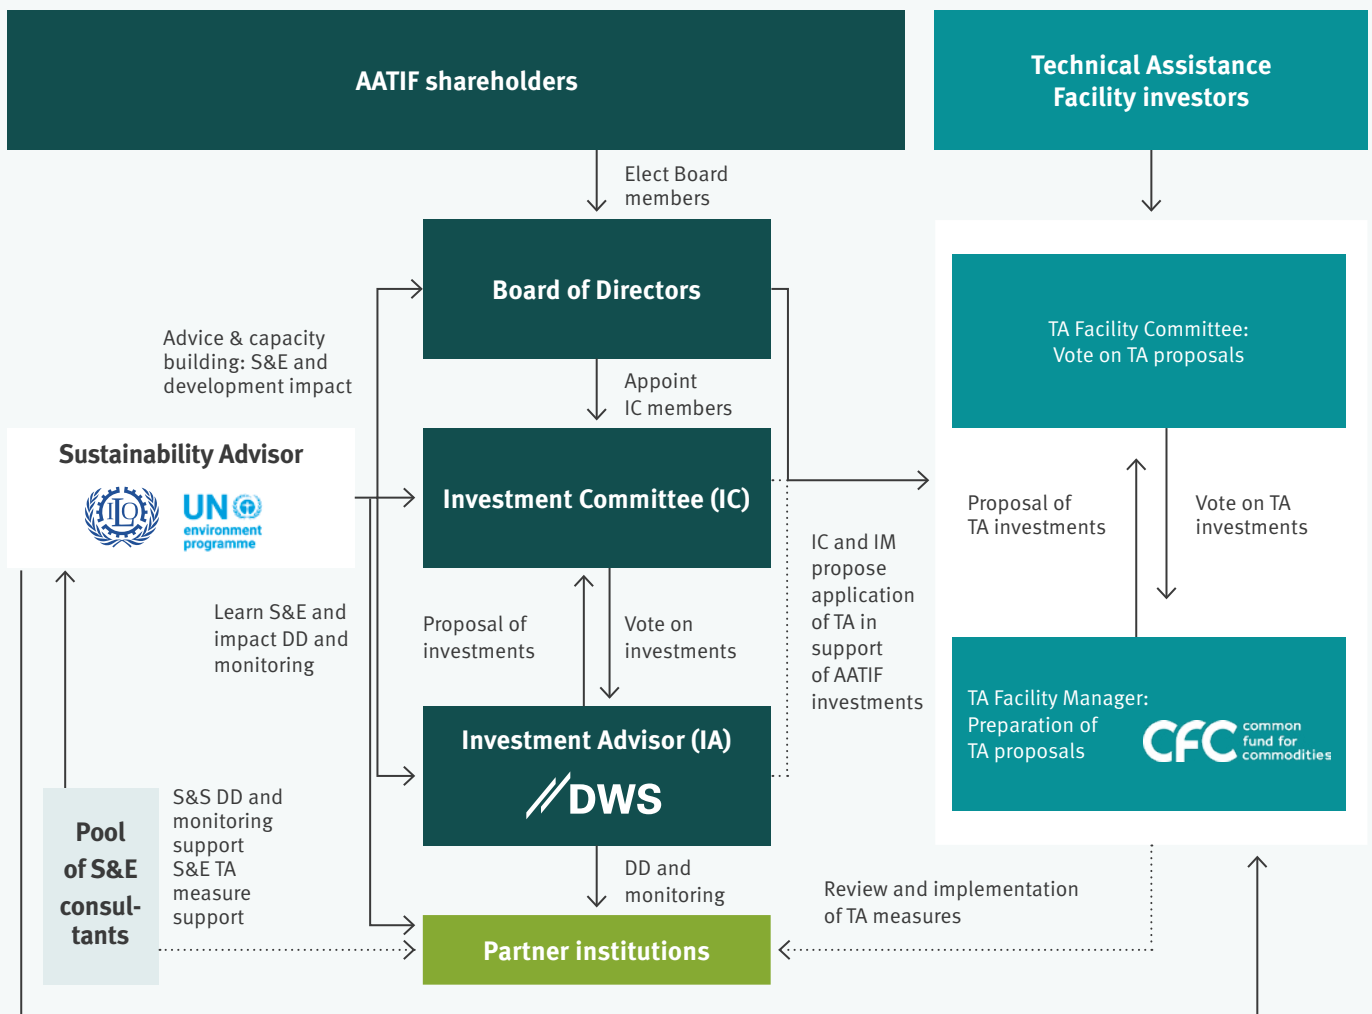 AATIF shareholders
Technical Assistance
Facility investors
Elect Board
members
Board of Directors
Advice & capacity
building: S&E and
development impact
Appoint
IC members
TA Facility Committee:
Vote on TA proposals
Sustainability Advisor
ILO
UN
environment
programme
Investment Committee (IC)
Proposal of
TA investments
Vote on TA
investments
IC and IM
propose
application
of TA in
support
of AATIF
investments
Learn S&E and
impact DD and
monitoring
Proposal of
investments
Vote on
investments
Investment Advisor (IA)
DWS
TA Facility Manager:
Preparation of
TA proposals
CFC common
fund for
commodities
Pool
of S&E
consul-
tants
S&S DD and
monitoring
support
S&E TA
measure
support
DD and
monitoring
Review and implementation
of TA measures
Partner institutions